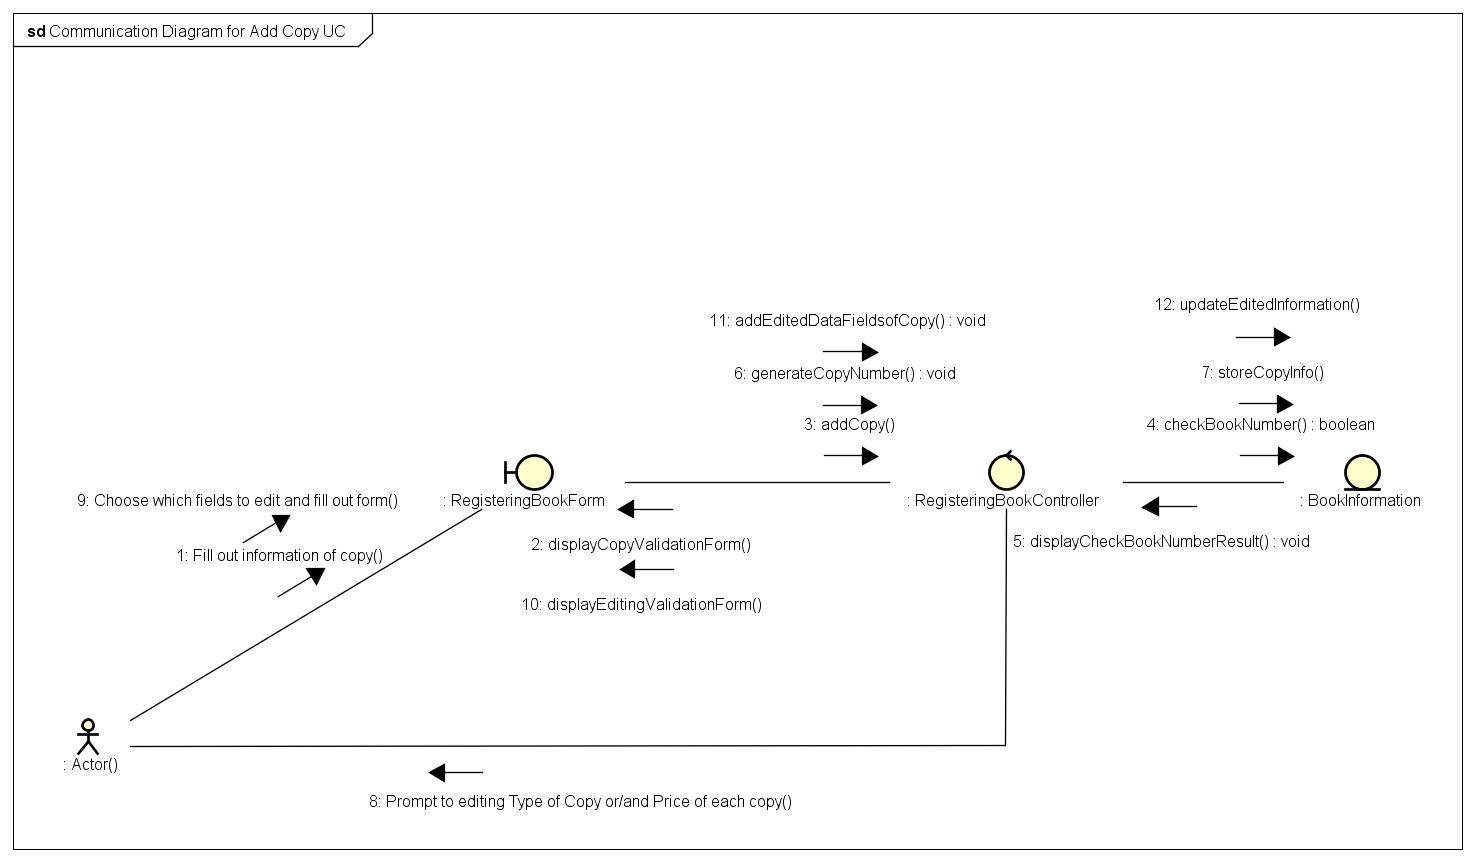 sd Communication Diagram for Add Copy UC
12: updateEditedInformation()
11: addEditedDataFieldsofCopy() : void
7: storeCopyInfo()
6: generateCopyNumber() : void
4: checkBookNumber() : boolean
3: addCopy()
9: Choose which fields to edit and fill out form()
: RegisteringBookForm
: RegisteringBookController
: BookInformation
5: displayCheckBookNumberResult() : void
2: displayCopyValidationForm()
1: Fill out information of copy()
10: displayEditingValidationForm()
: Actor()
8: Prompt to editing Type of Copy or/and Price of each copy()